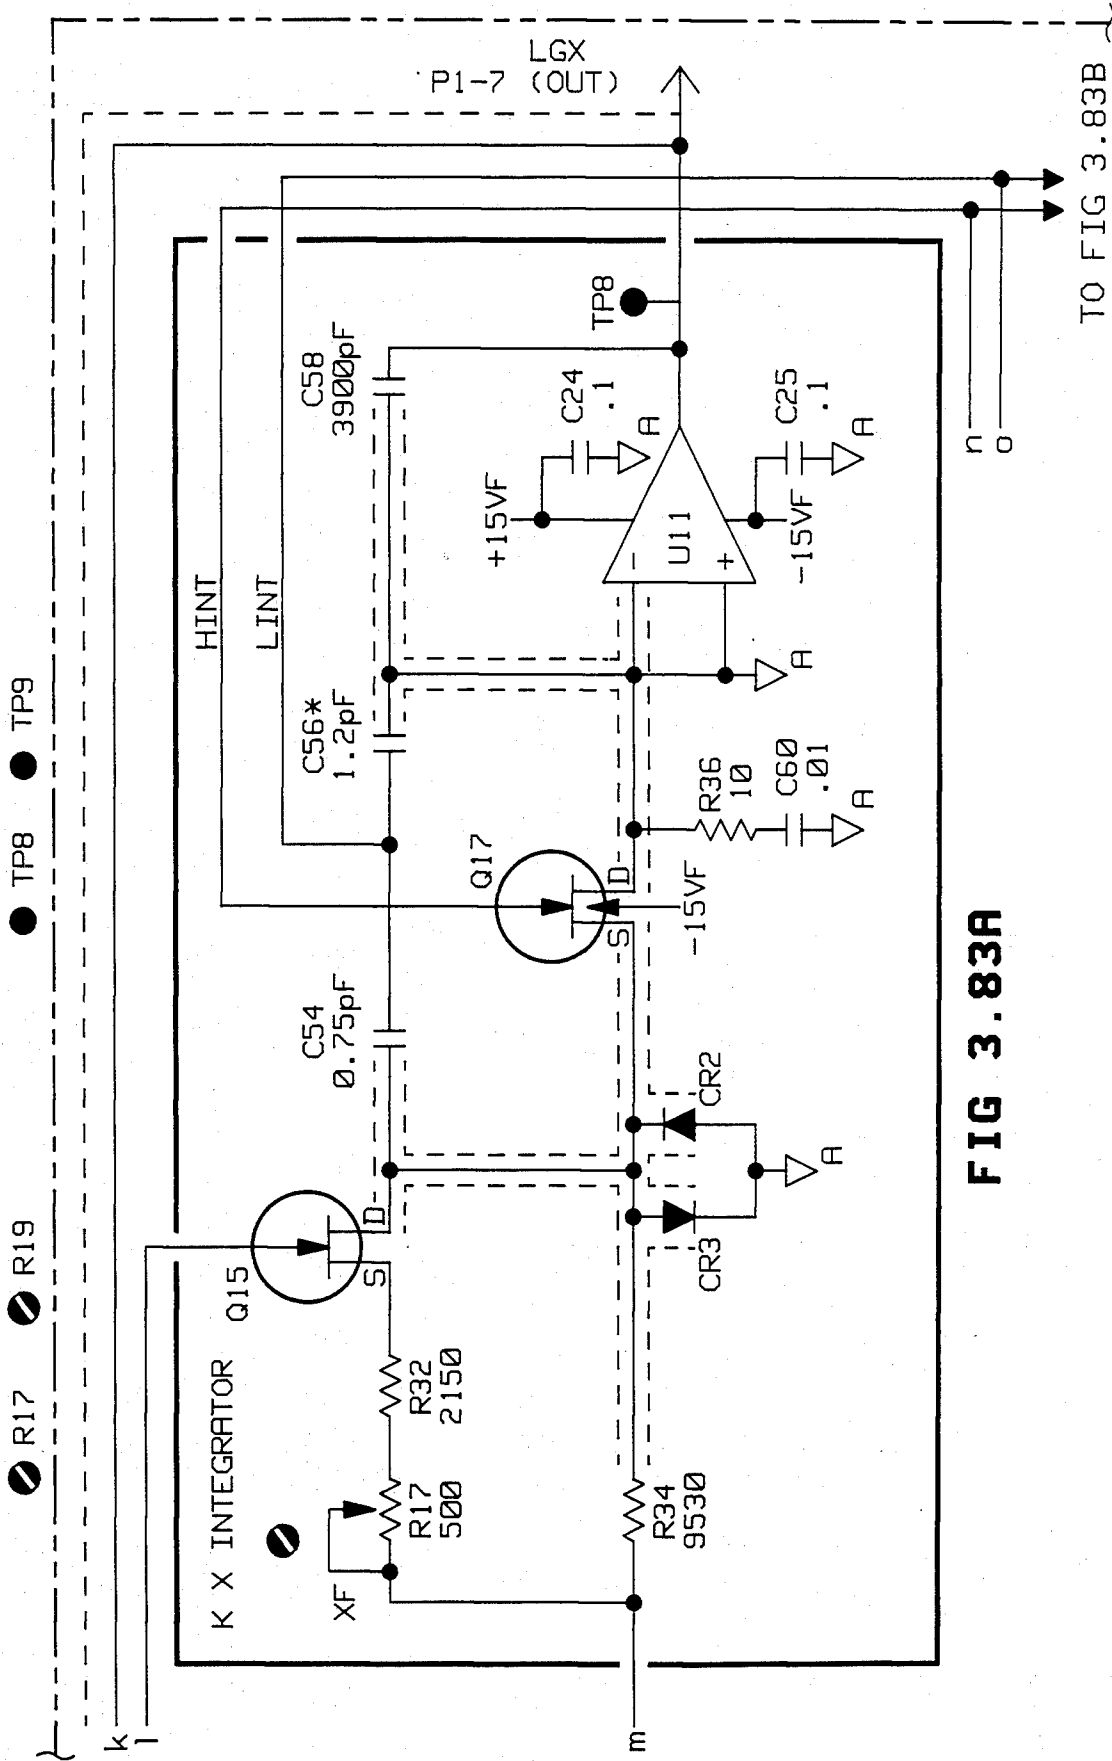 R17
R19
TP8
TP9
k
l
HINT
LINT
LGX
P1-7 (OUT)
K X INTEGRATOR
XF
R17
500
R32
2150
Q15
S
D
C54
0.75pF
C56*
1.2pF
C58
3900pF
Q17
S
D
-15VF
m
R34
9530
CR3
CR2
A
R36
10
C60
.01
A
+15VF
C24
.1
A
-
U11
+
A
-15VF
C25
.1
A
TP8
n
o
TO FIG 3.83B
FIG 3.83A